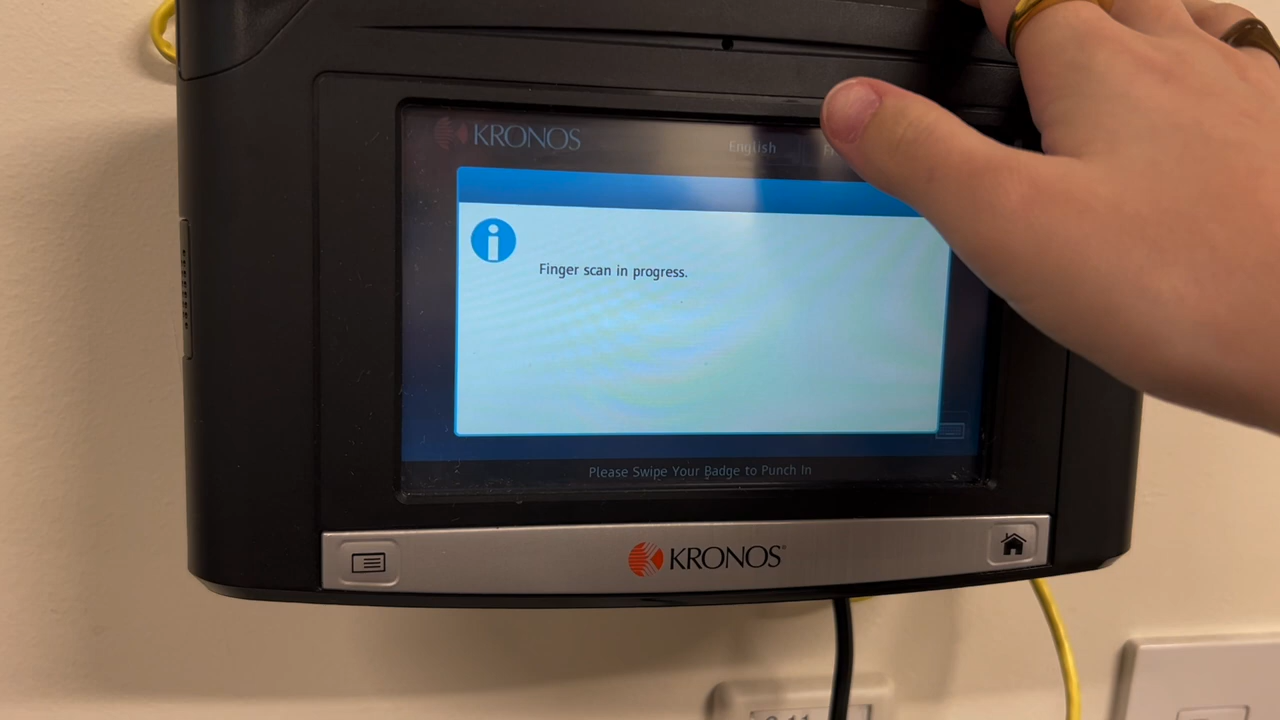 KRONOS
English
Finger scan in progress.
Please Swipe Your Badge to Punch In
KRONOS